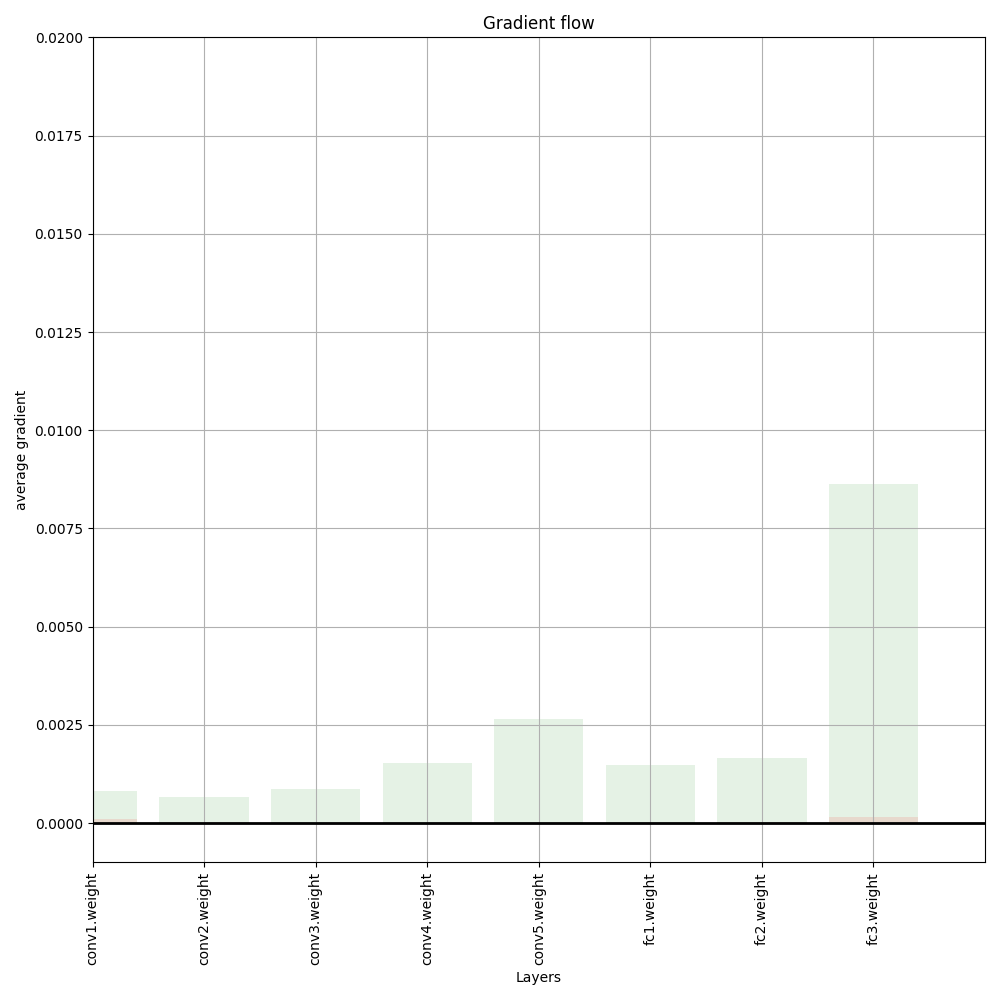 Gradient flow
0.0200
0.0175
0.0150
0.0125
0.0100
0.0075
0.0050
0.0025
0.0000
average gradient
conv1.weight
conv2.weight
conv3.weight
conv4.weight
conv5.weight
fc1.weight
fc2.weight
fc3.weight
Layers